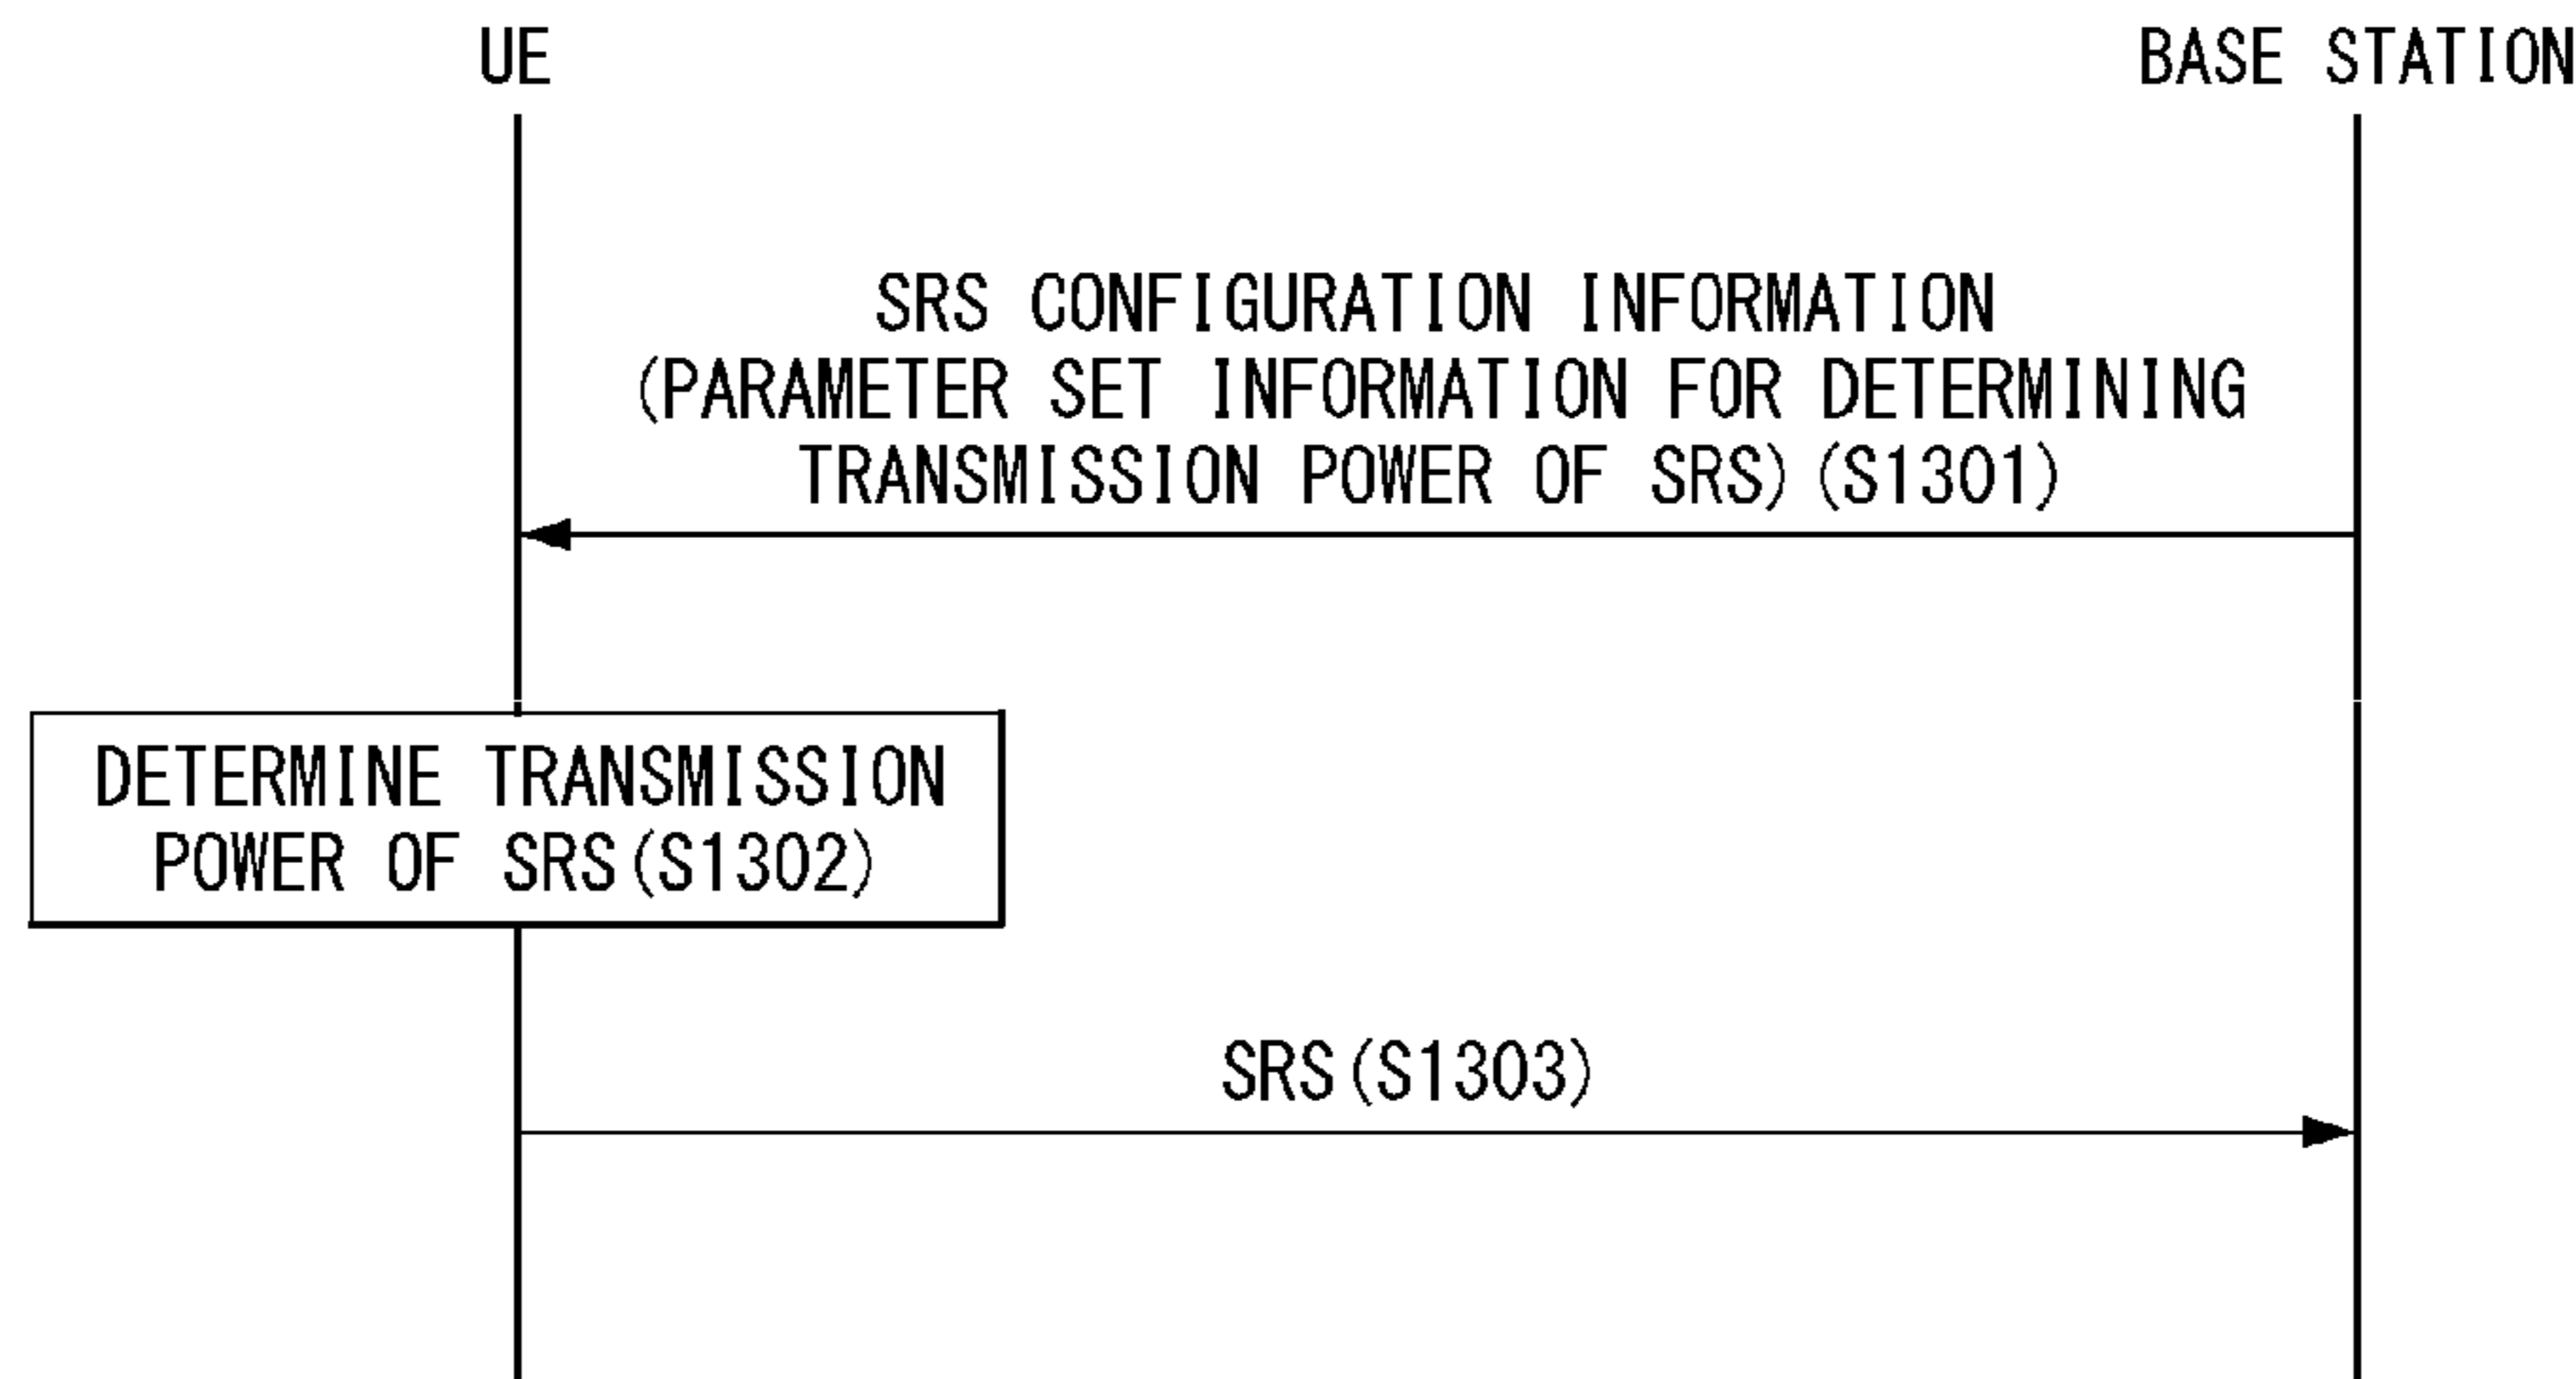 UE
BASE STATION
SRS CONFIGURATION INFORMATION
(PARAMETER SET INFORMATION FOR DETERMINING
TRANSMISSION POWER OF SRS) (S1301)
DETERMINE TRANSMISSION
POWER OF SRS(S1302)
SRS(S1303)